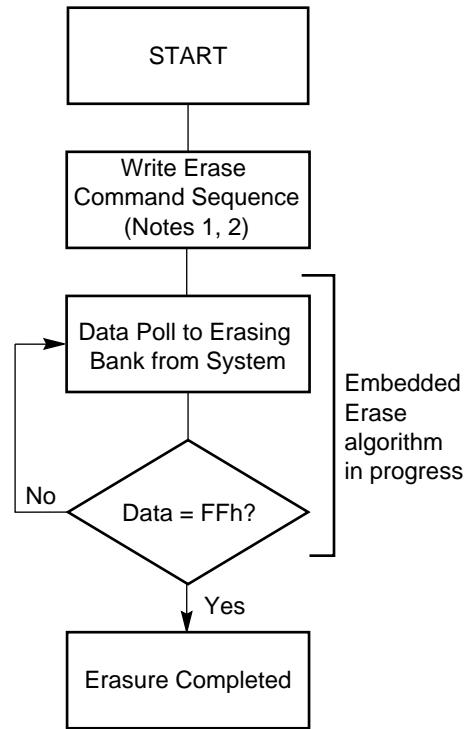 START
Write Erase
Command Sequence
(Notes 1, 2)
Data Poll to Erasing
Bank from System
Embedded
Erase
algorithm
in progress
No
Data = FFh?
Yes
Erasure Completed